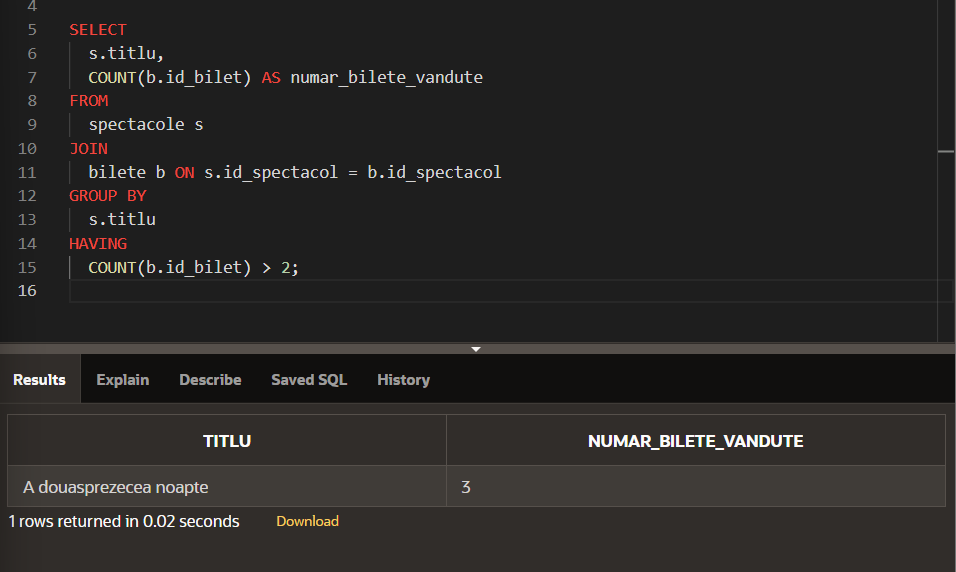 4
5 SELECT
6 s.titlu,
7 COUNT(b.id_bilet) AS numar_bilete_vandute
8 FROM
9 spectacole s
10 JOIN
11 bilete b ON s.id_spectacol = b.id_spectacol
12 GROUP BY
13 s.titlu
14 HAVING
15 COUNT(b.id_bilet) > 2;
16
Results Explain Describe Saved SQL History
TITLU NUMAR_BILETE_VANDUTE
A douasprezecea noapte 3
1 rows returned in 0.02 seconds Download